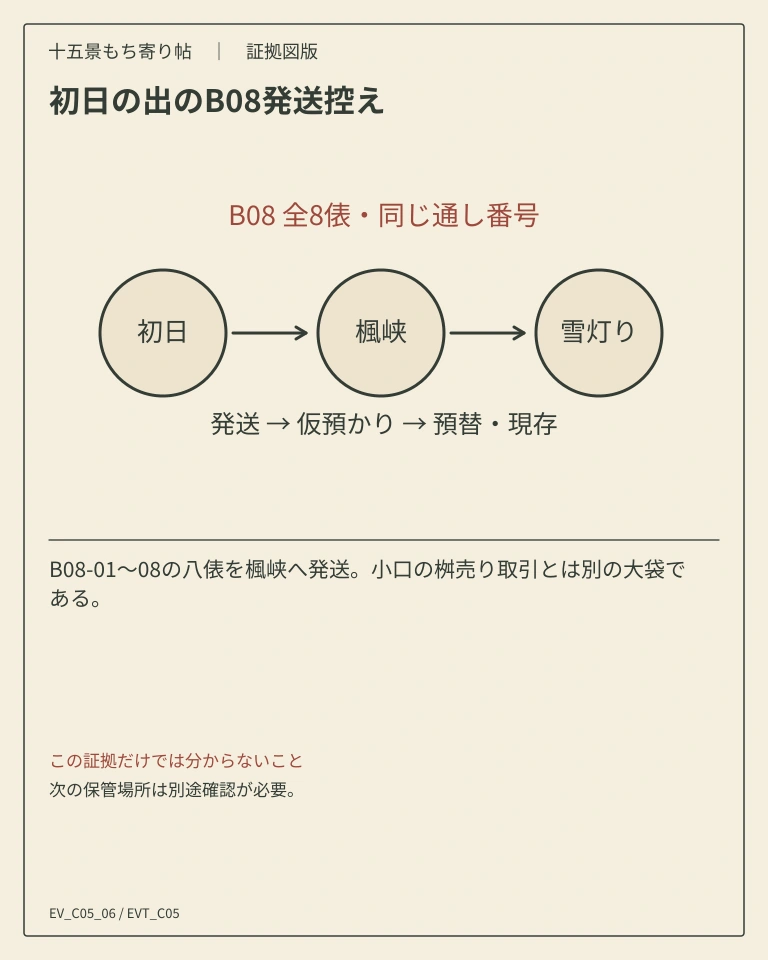 十五景もち寄り帖 ｜ 証拠図版
初日の出のB08発送控え
B08 全8俵・同じ通し番号
初日 楓峡 雪灯り
発送 → 仮預かり → 預替・現存
B08-01〜08の八俵を楓峡へ発送。小口の桝売り取引とは別の大袋で
ある。
この証拠だけでは分からないこと
次の保管場所は別途確認が必要。
EV_C05_06 / EVT_C05